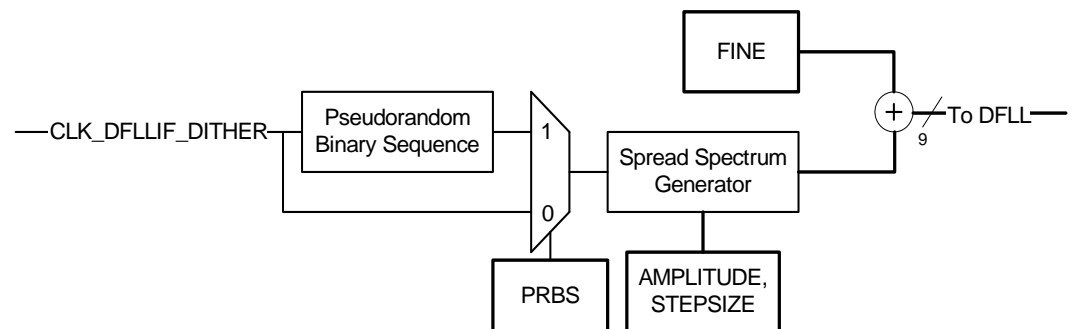 FINE
CLK_DFLLIF_DITHER
Pseudorandom
Binary Sequence
1
0
Spread Spectrum
Generator
+
9
To DFLL
PRBS
AMPLITUDE,
STEPSIZE